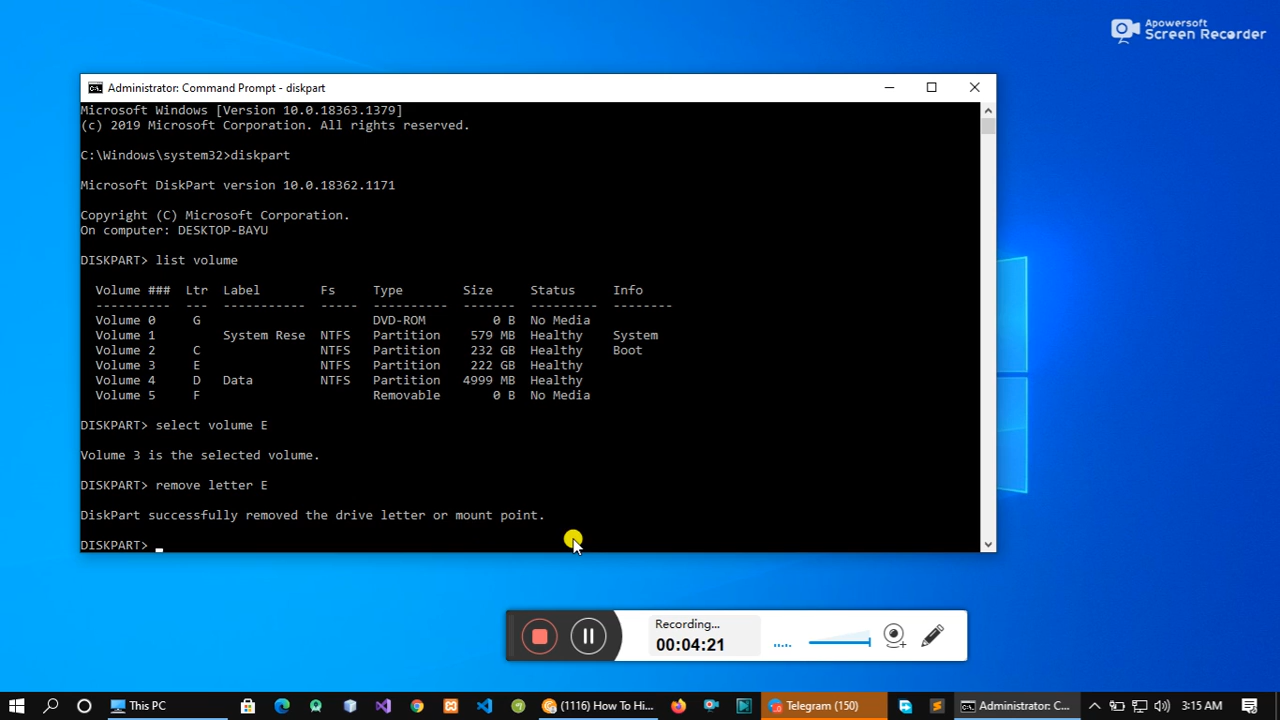 Apowersoft
Screen Recorder
Administrator: Command Prompt - diskpart
Microsoft Windows [Version 10.0.18363.1379]
(c) 2019 Microsoft Corporation. All rights reserved.
C:\Windows\system32>diskpart
Microsoft DiskPart version 10.0.18362.1171
Copyright (C) Microsoft Corporation.
On computer: DESKTOP-BAYU
DISKPART> list volume
Volume ### Ltr Label Fs Type Size Status Info
---------- --- ----------- ----- ---------- ------- --------- --------
Volume 0 G DVD-ROM 0 B No Media
Volume 1 System Rese NTFS Partition 579 MB Healthy System
Volume 2 C NTFS Partition 232 GB Healthy Boot
Volume 3 E NTFS Partition 222 GB Healthy
Volume 4 D Data NTFS Partition 4999 MB Healthy
Volume 5 F Removable 0 B No Media
DISKPART> select volume E
Volume 3 is the selected volume.
DISKPART> remove letter E
DiskPart successfully removed the drive letter or mount point.
DISKPART>
Recording...
00:04:21
This PC
(1116) How To Hi...
Telegram (150)
Administrator: C...
3:15 AM